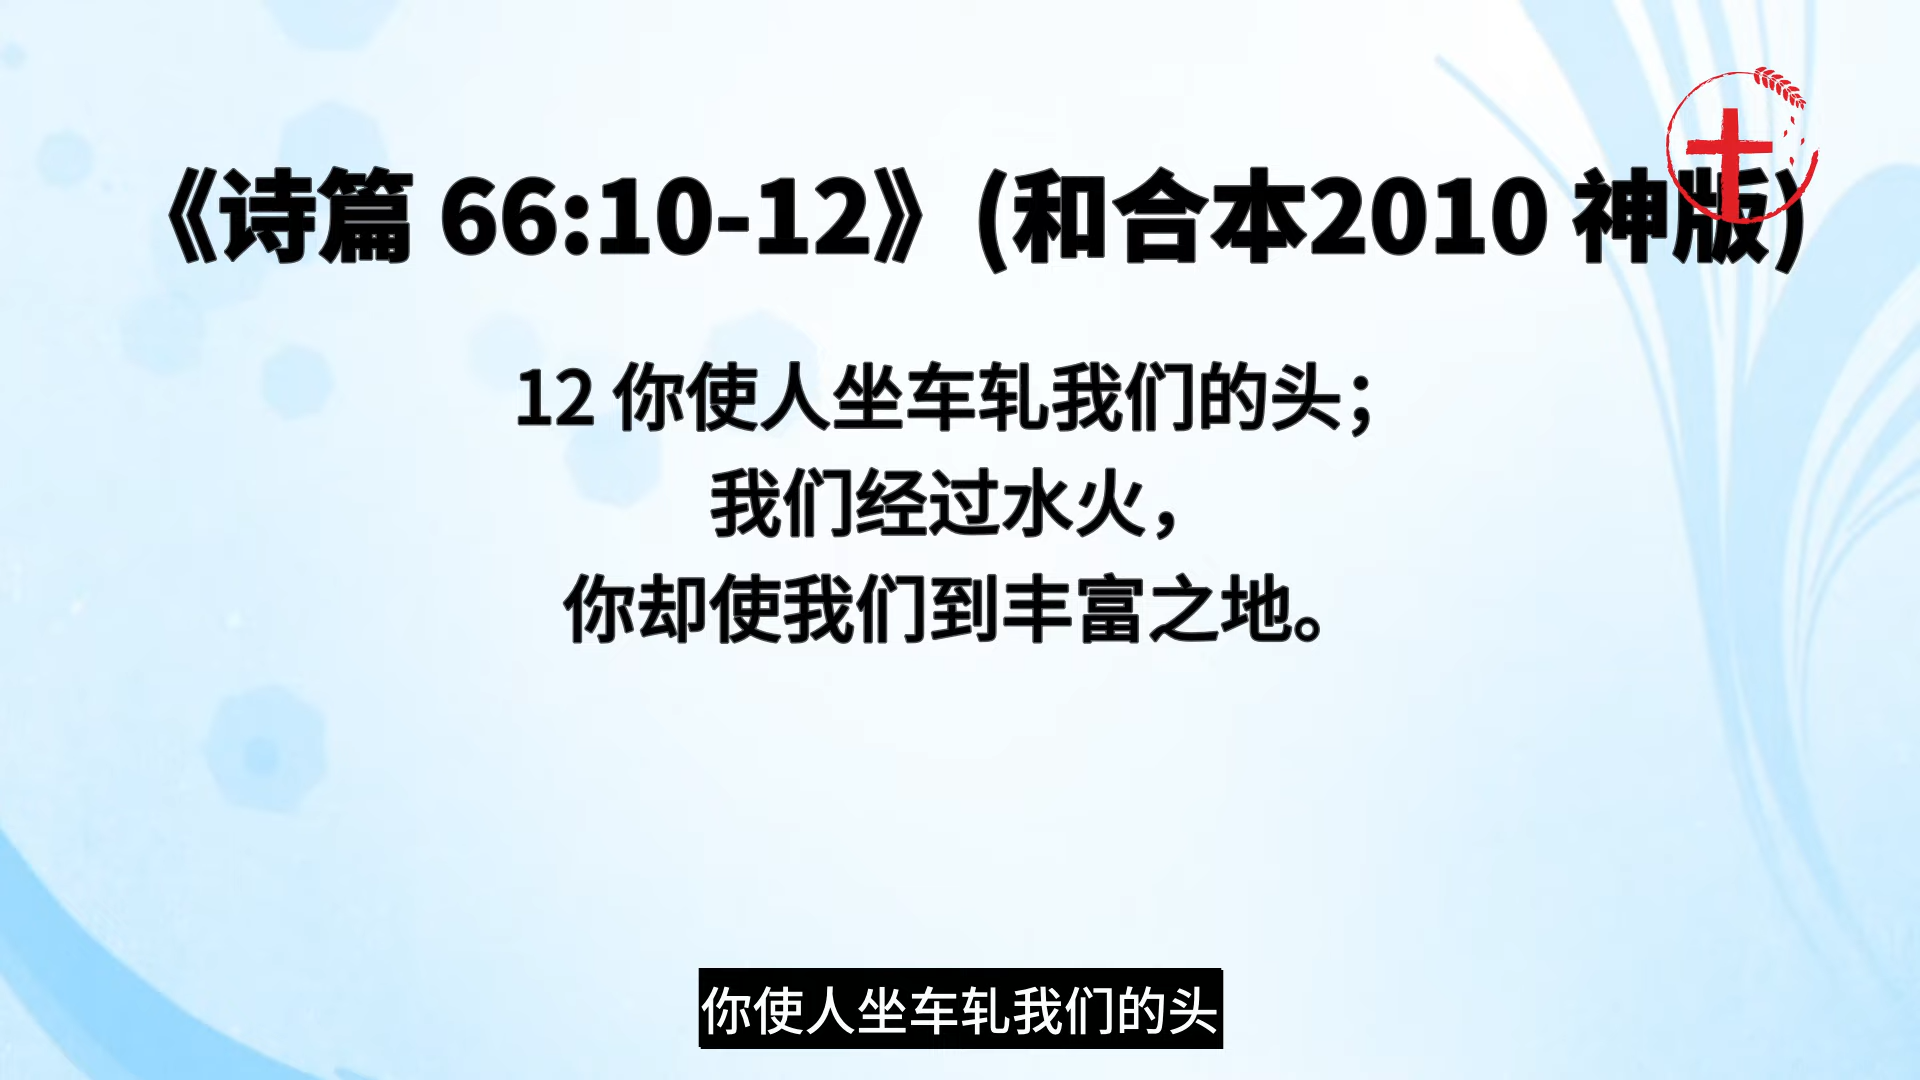 《诗篇 66:10-12》(和合本2010 神版)
12 你使人坐车轧我们的头；
我们经过水火，
你却使我们到丰富之地。
你使人坐车轧我们的头